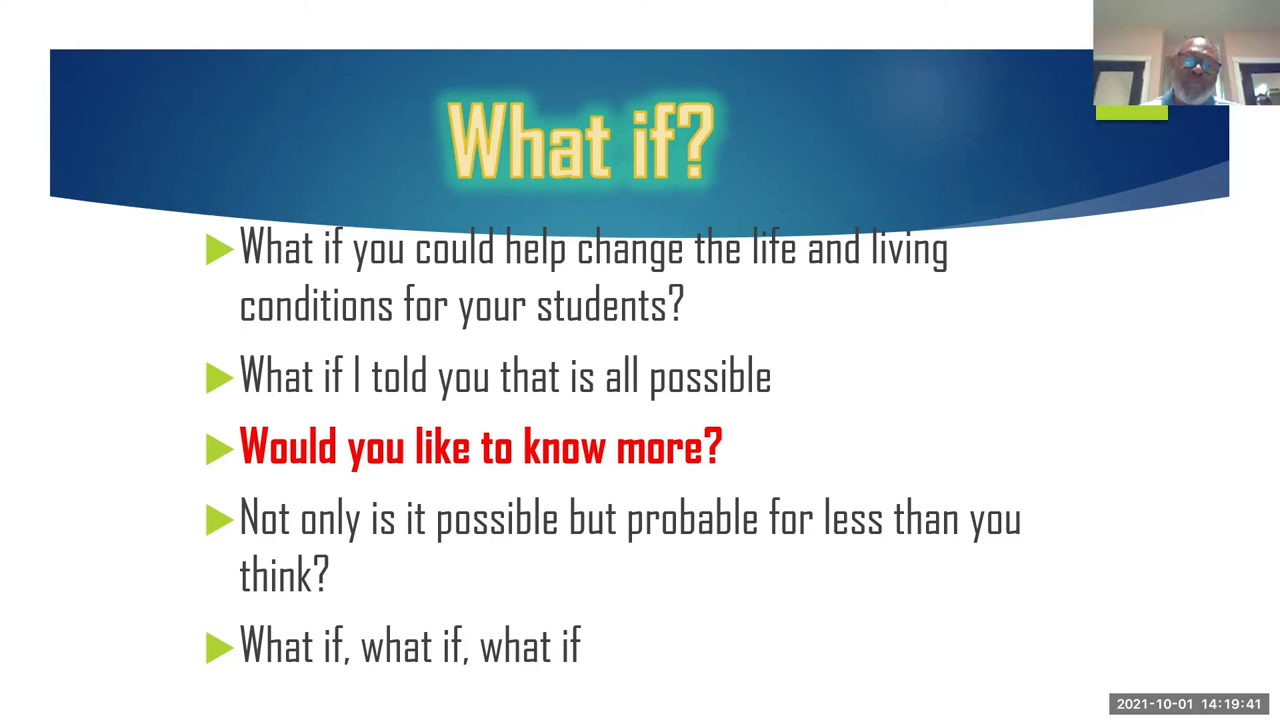 What if?
What if you could help change the life and living
conditions for your students?
What if I told you that is all possible
Would you like to know more?
Not only is it possible but probable for less than you
think?
What if, what if, what if
2021-10-01 14:19:41